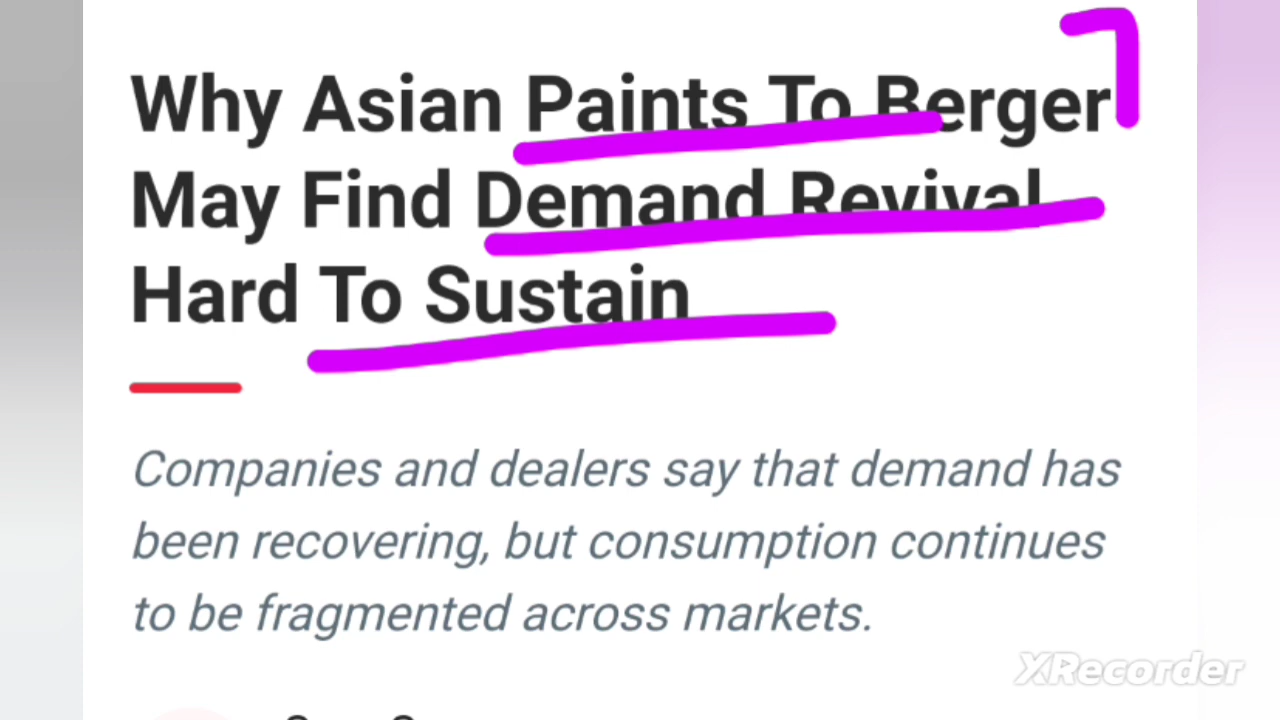 Why Asian Paints To Berger
May Find Demand Revival
Hard To Sustain
Companies and dealers say that demand has
been recovering, but consumption continues
to be fragmented across markets.
XRecorder